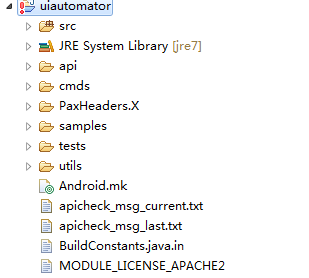 uiautomator
src
JRE System Library [jre7]
api
cmds
PaxHeaders.X
samples
tests
utils
Android.mk
apicheck_msg_current.txt
apicheck_msg_last.txt
BuildConstants.java.in
MODULE_LICENSE_APACHE2